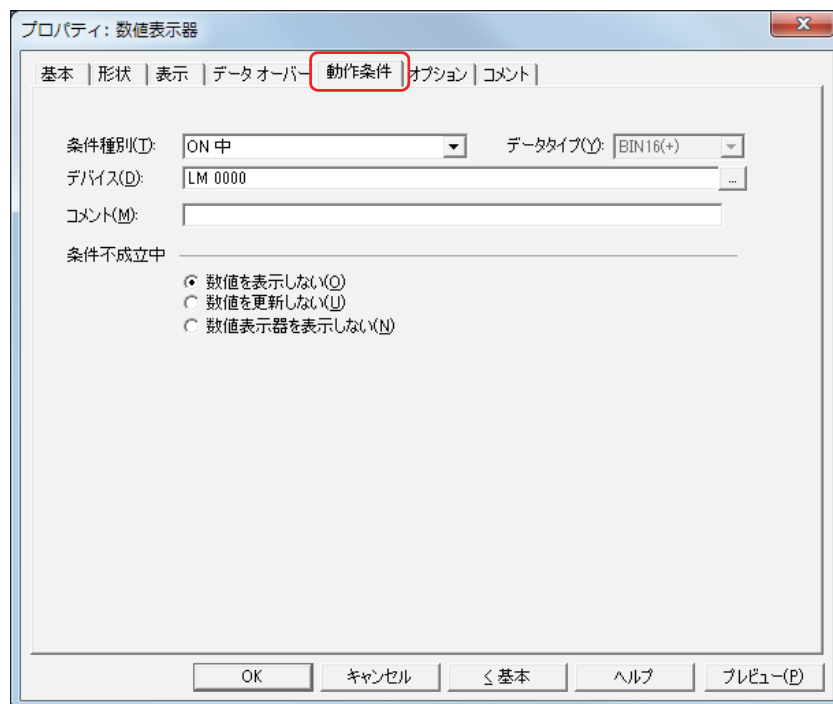 プロパティ: 数値表示器
基本 形状 表示 データ オーバー 動作条件 オプション コメント
条件種別(T): ON 中 データタイプ(Y): BIN16(+)
デバイス(D): LM 0000 ...
コメント(M):
条件不成立中
数値を表示しない(O)
数値を更新しない(U)
数値表示器を表示しない(N)
OK キャンセル < 基本 ヘルプ プレビュー(P)